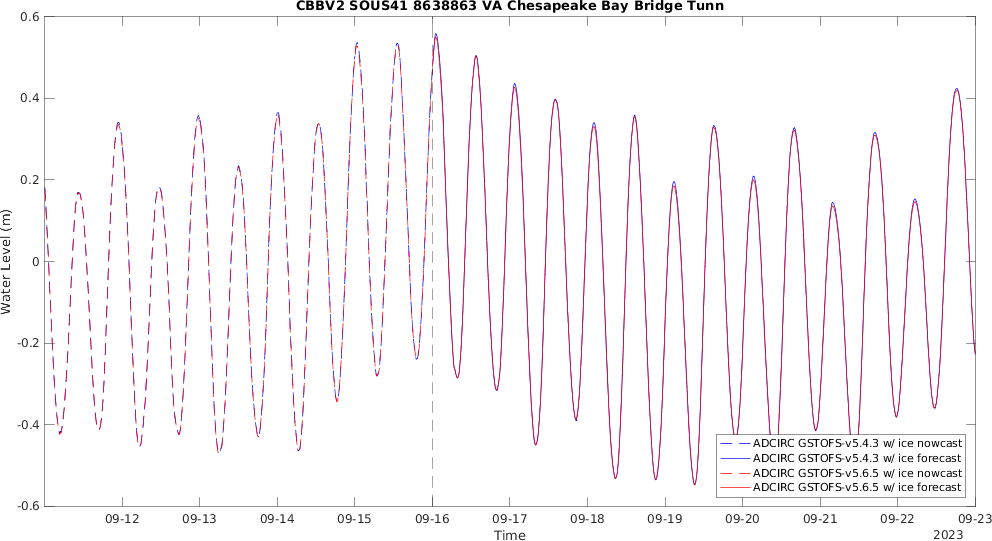 CBBV2 SOUS41 8638863 VA Chesapeake Bay Bridge Tunn
0.6
0.4
0.2
0
-0.2
-0.4
-0.6
Water Level (m)
ADCIRC GSTOFS-v5.4.3 w/ ice nowcast
ADCIRC GSTOFS-v5.4.3 w/ ice forecast
ADCIRC GSTOFS-v5.6.5 w/ ice nowcast
ADCIRC GSTOFS-v5.6.5 w/ ice forecast
09-12 09-13 09-14 09-15 09-16 09-17 09-18 09-19 09-20 09-21 09-22 09-23
Time
2023